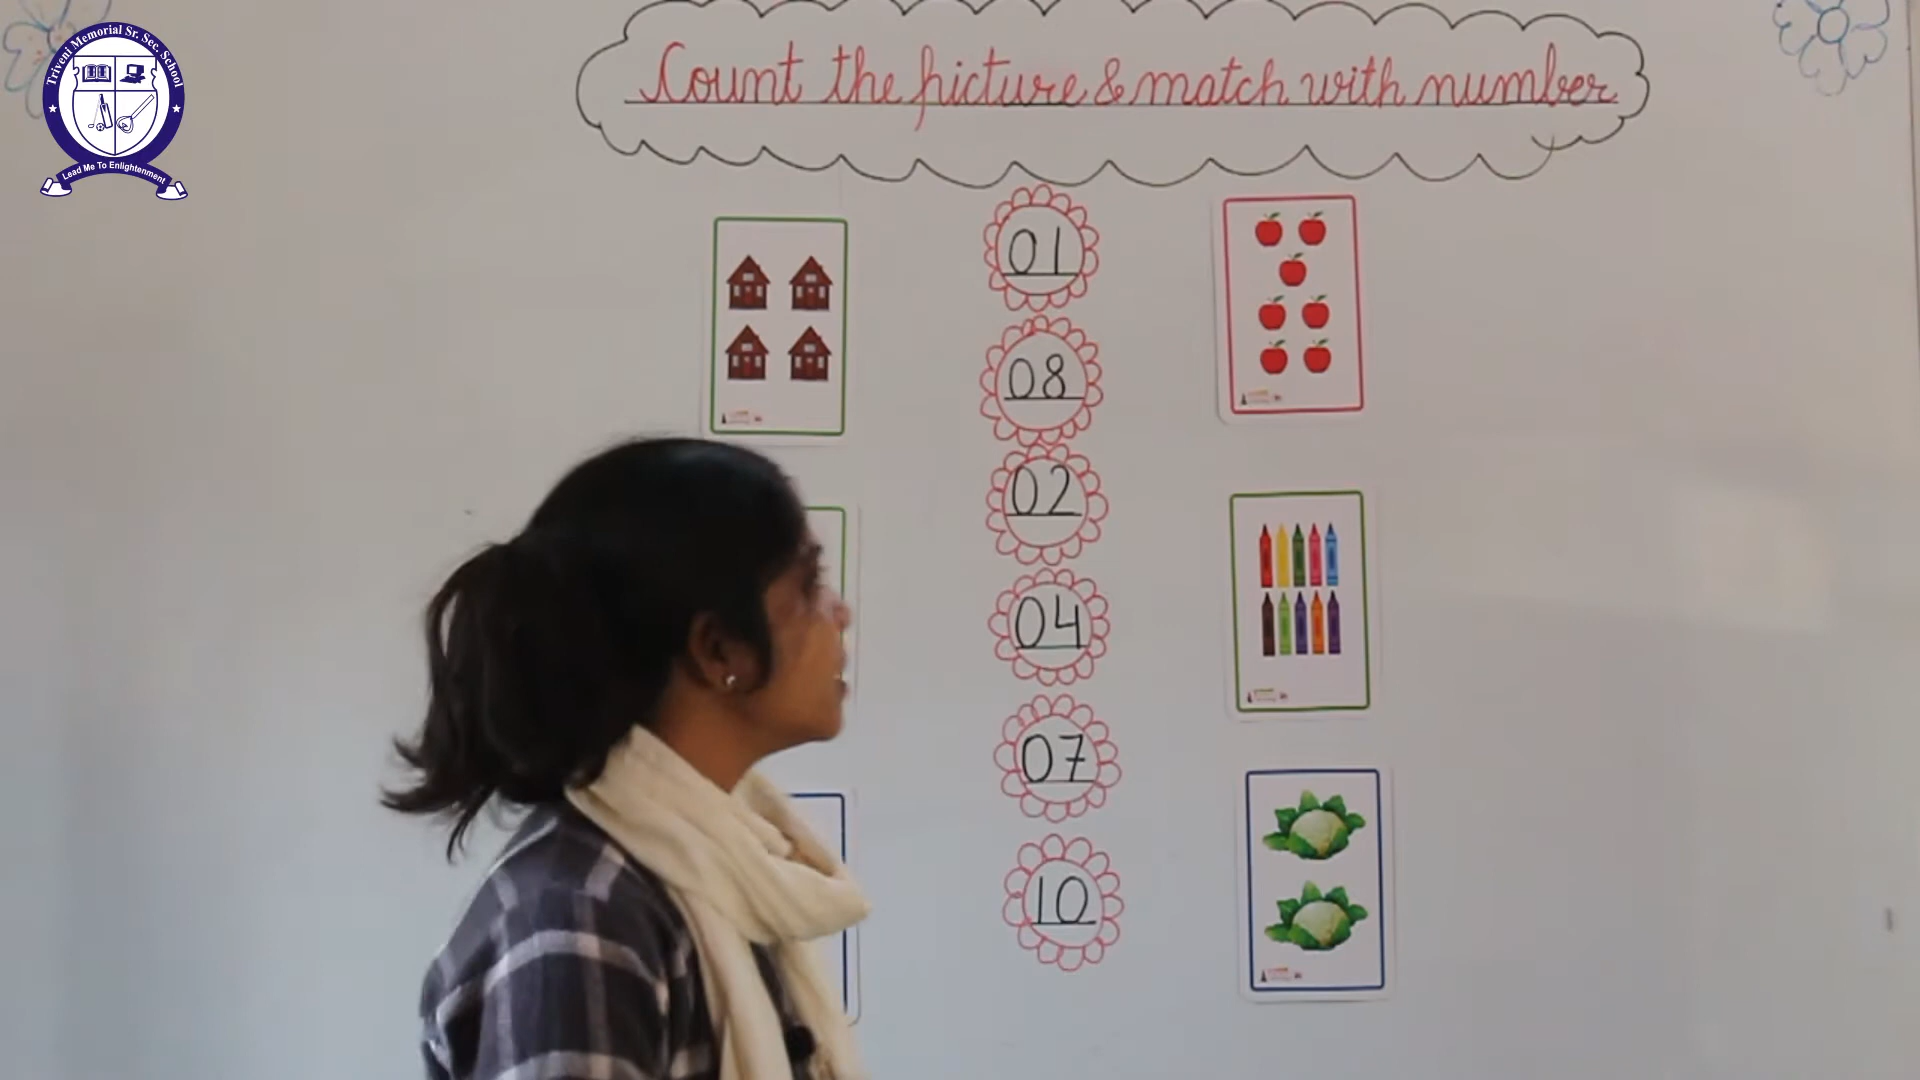 Triveni Memorial Sr. Sec. School
Lead Me To Enlightenment
Count the picture & match with number
01
08
02
04
07
10